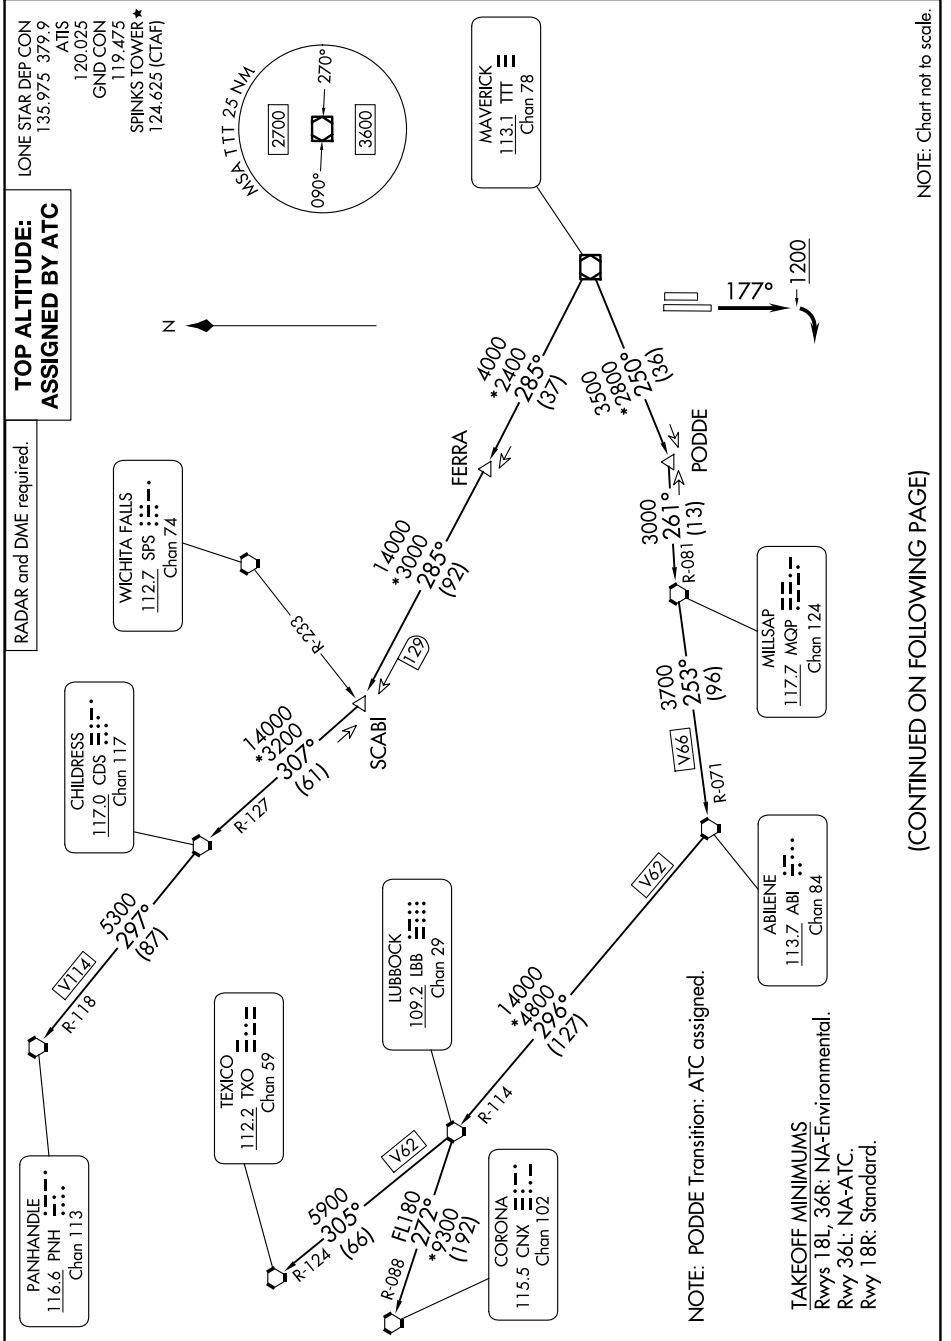 LONE STAR DEP CON
135.975 379.9
ATIS
120.025
GND CON
119.475
SPINKS TOWER★
124.625 (CTAF)
TOP ALTITUDE:
ASSIGNED BY ATC
RADAR and DME required.
MSA TTT 25 NM
2700
090°
270°
3600
N
MAVERICK
113.1 TTT
Chan 78
WICHITA FALLS
112.7 SPS
Chan 74
R-233
CHILDRESS
117.0 CDS
Chan 117
PANHANDLE
116.6 PNH
Chan 113
V114
R-118
5300
297°
(87)
R-127
14000
*3200
307°
(61)
SCABI
129
14000
*3000
285°
(92)
FERRA
4000
*2400
285°
(37)
3500
*2800
250°
(36)
PODDE
3000
261°
(13)
R-081
MILLSAP
117.7 MQP
Chan 124
3700
253°
(96)
V66
R-071
ABILENE
113.7 ABI
Chan 84
V62
14000
*4800
296°
(127)
R-114
LUBBOCK
109.2 LBB
Chan 29
TEXICO
112.2 TXO
Chan 59
V62
5900
305°
(66)
R-124
FL180
272°
*9300
(192)
R-088
CORONA
115.5 CNX
Chan 102
177°
1200
NOTE: PODDE Transition: ATC assigned.
TAKEOFF MINIMUMS
Rwys 18L, 36R: NA-Environmental.
Rwy 36L: NA-ATC.
Rwy 18R: Standard.
(CONTINUED ON FOLLOWING PAGE)
NOTE: Chart not to scale.